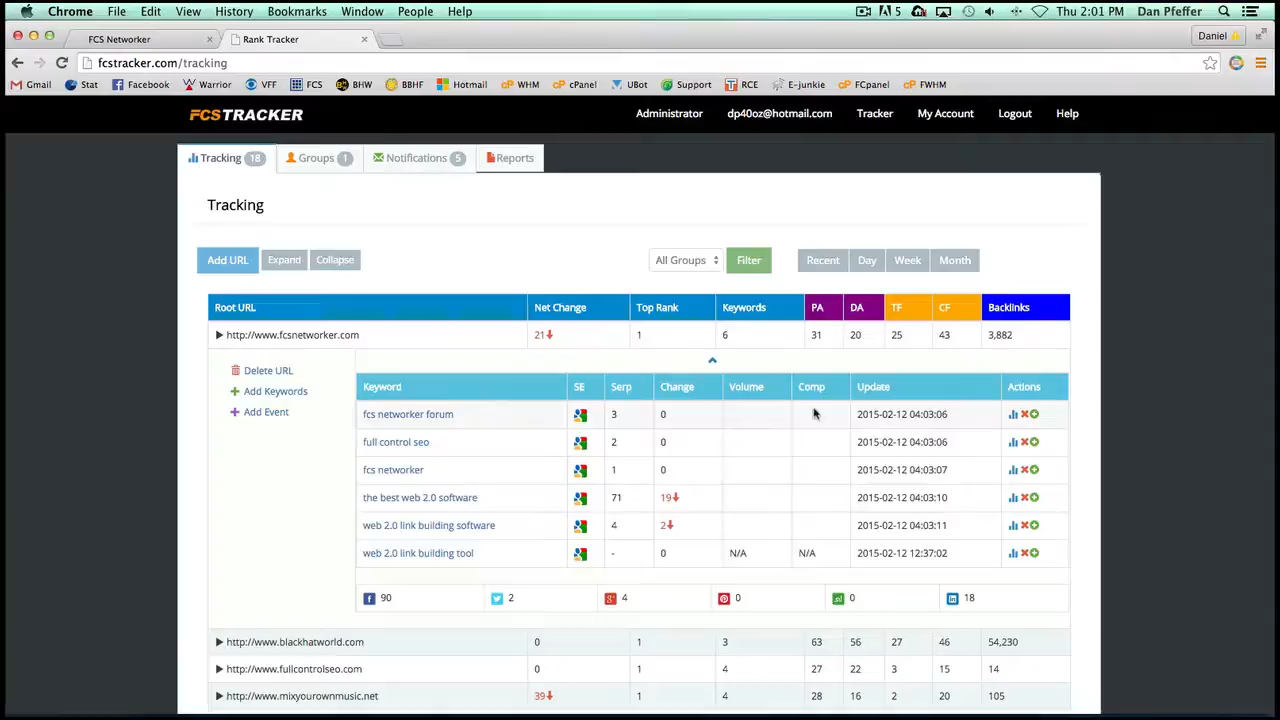 Chrome File Edit View History Bookmarks Window People Help 5 Thu 2:01 PM Dan Pfeffer
FCS Networker Rank Tracker Daniel
fcstracker.com/tracking
Gmail Stat Facebook Warrior VFF FCS BHW BBHF Hotmail WHM cPanel UBot Support RCE E-junkie FCpanel FWHM
FCSTRACKER Administrator dp40oz@hotmail.com Tracker My Account Logout Help
Tracking 18 Groups 1 Notifications 5 Reports
Tracking
Add URL Expand Collapse All Groups Filter Recent Day Week Month
Root URL Net Change Top Rank Keywords PA DA TF CF Backlinks
http://www.fcsnetworker.com 21 1 6 31 20 25 43 3,882
Delete URL
Add Keywords
Add Event
Keyword SE Serp Change Volume Comp Update Actions
fcs networker forum 3 0 2015-02-12 04:03:06
full control seo 2 0 2015-02-12 04:03:06
fcs networker 1 0 2015-02-12 04:03:07
the best web 2.0 software 71 19 2015-02-12 04:03:10
web 2.0 link building software 4 2 2015-02-12 04:03:11
web 2.0 link building tool - 0 N/A N/A 2015-02-12 12:37:02
90 2 4 0 0 18
http://www.blackhatworld.com 0 1 3 63 56 27 46 54,230
http://www.fullcontrolseo.com 0 1 4 27 22 3 15 14
http://www.mixyourownmusic.net 39 1 4 28 16 2 20 105